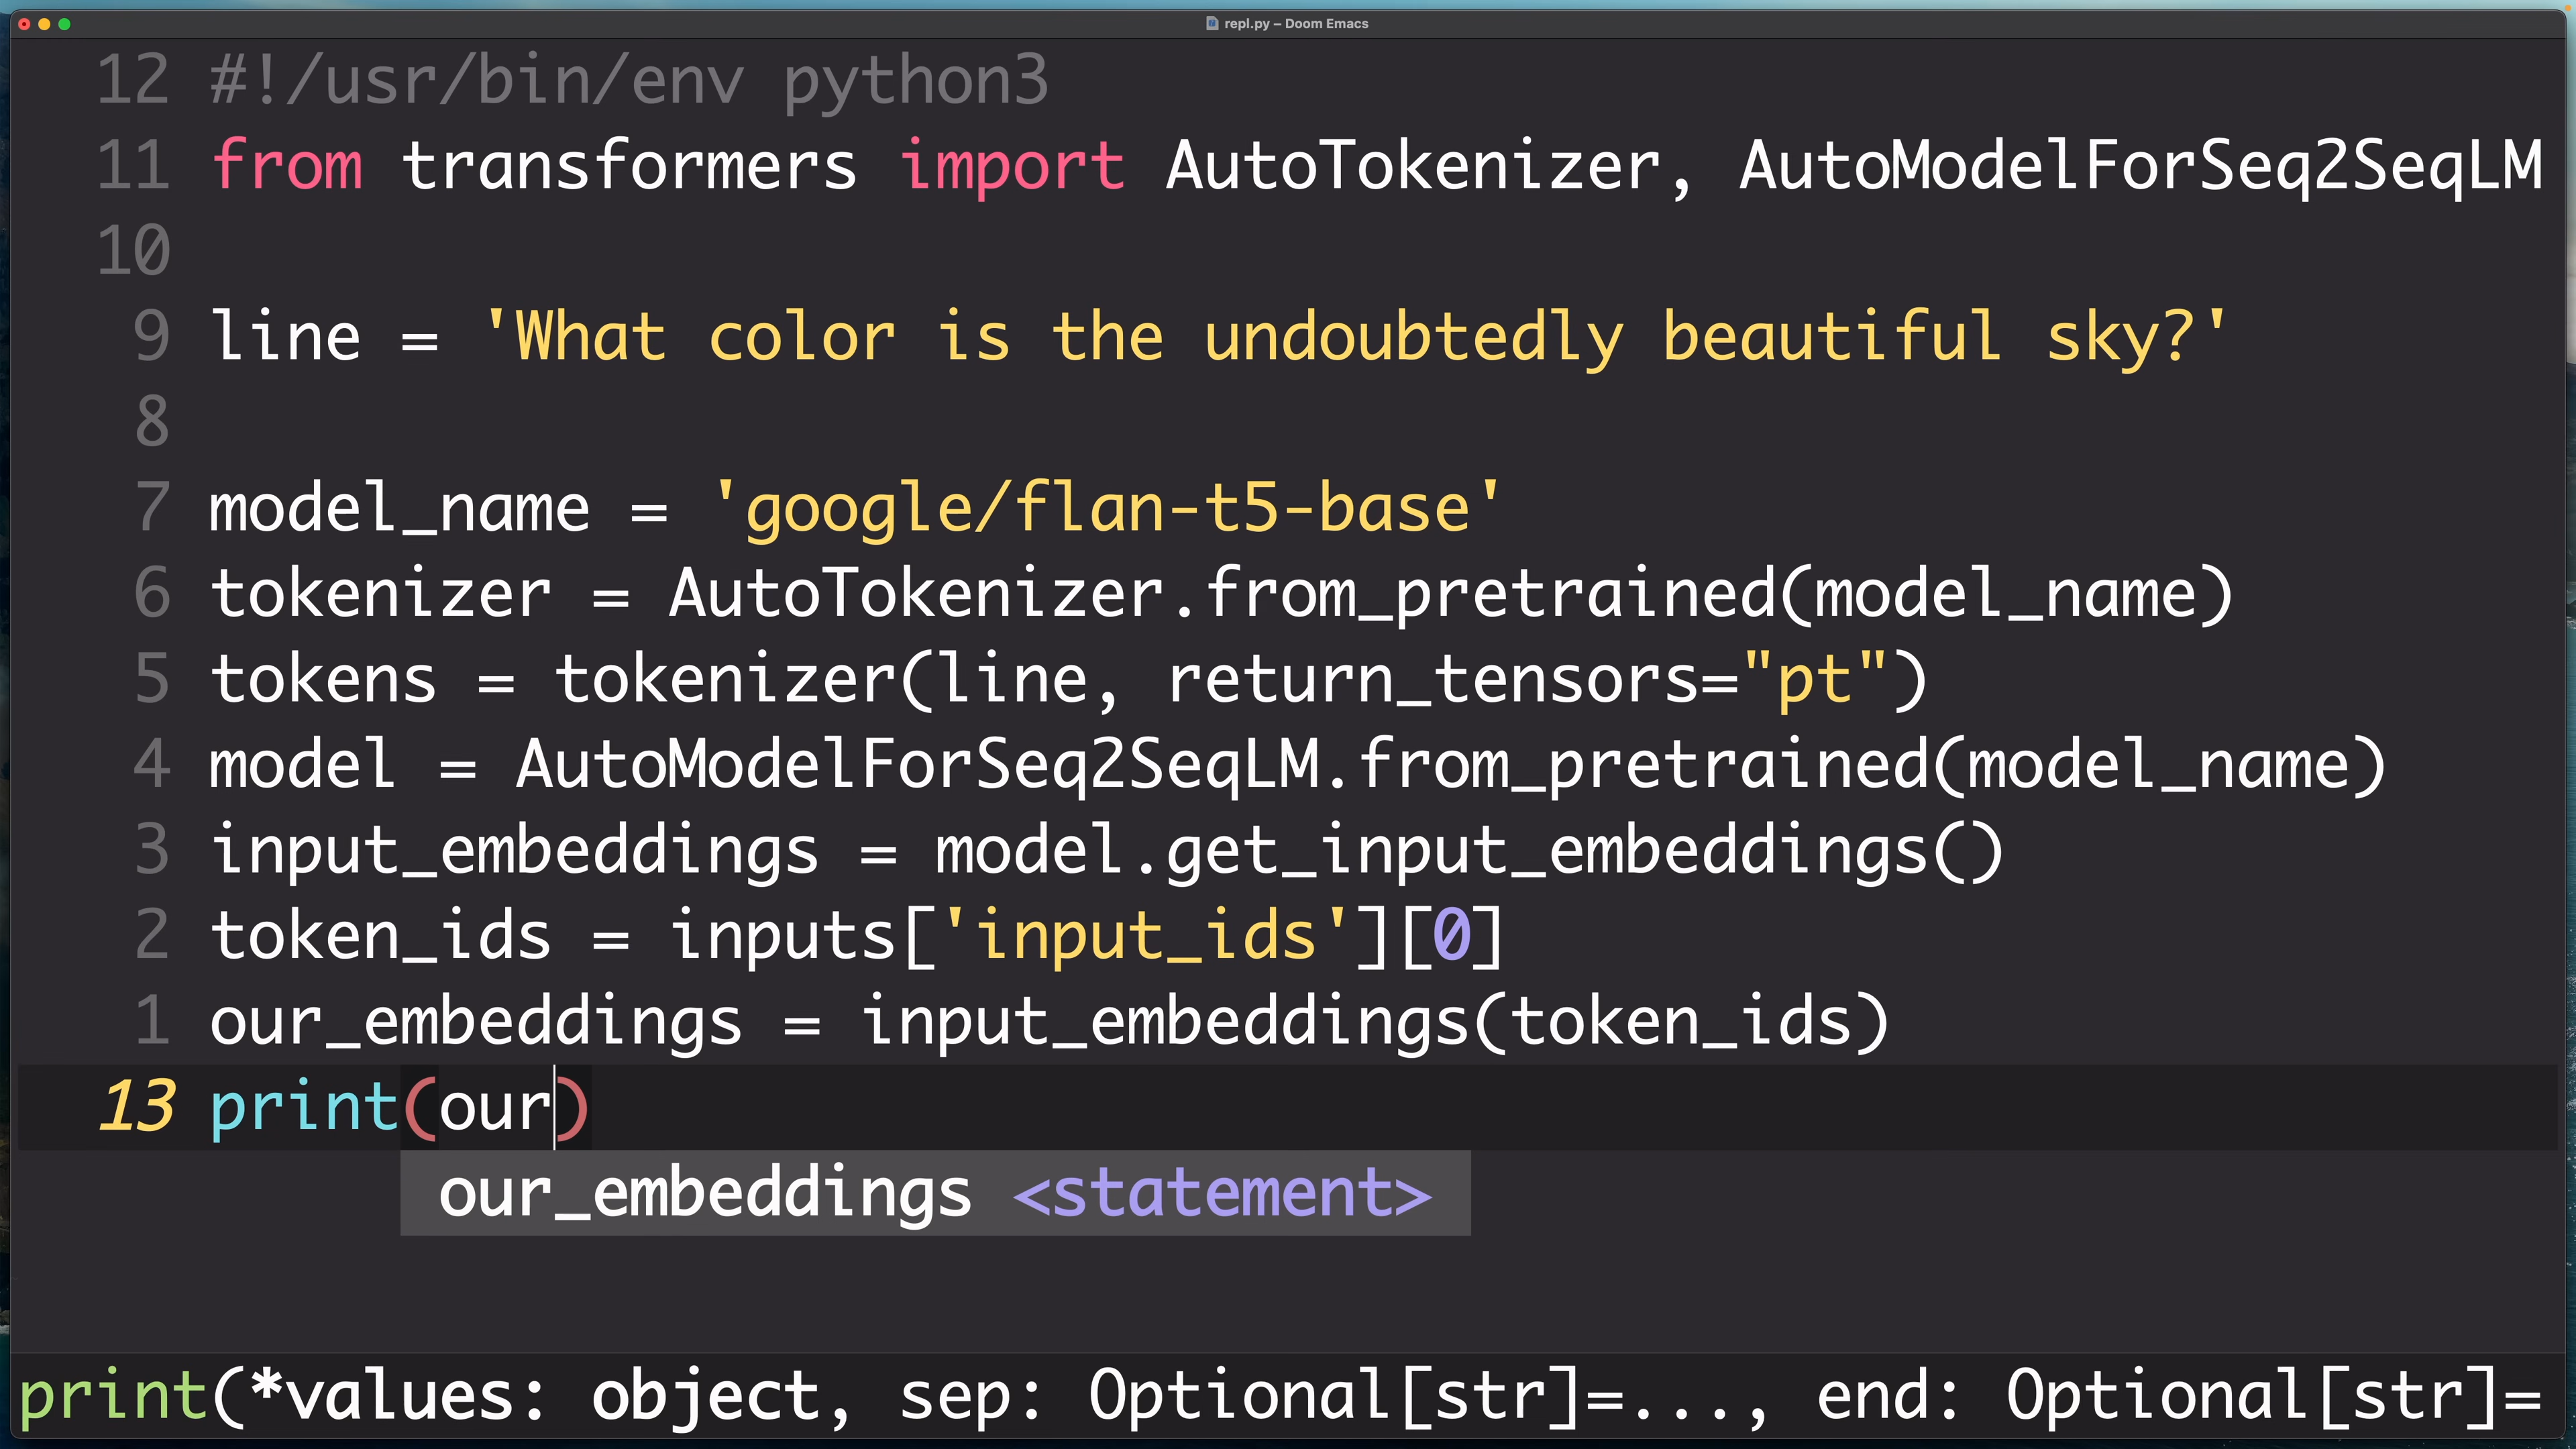 repl.py – Doom Emacs
12 #!/usr/bin/env python3
11 from transformers import AutoTokenizer, AutoModelForSeq2SeqLM
10
9 line = 'What color is the undoubtedly beautiful sky?'
8
7 model_name = 'google/flan-t5-base'
6 tokenizer = AutoTokenizer.from_pretrained(model_name)
5 tokens = tokenizer(line, return_tensors="pt")
4 model = AutoModelForSeq2SeqLM.from_pretrained(model_name)
3 input_embeddings = model.get_input_embeddings()
2 token_ids = inputs['input_ids'][0]
1 our_embeddings = input_embeddings(token_ids)
13 print(our)
our_embeddings <statement>
print(*values: object, sep: Optional[str]=..., end: Optional[str]=